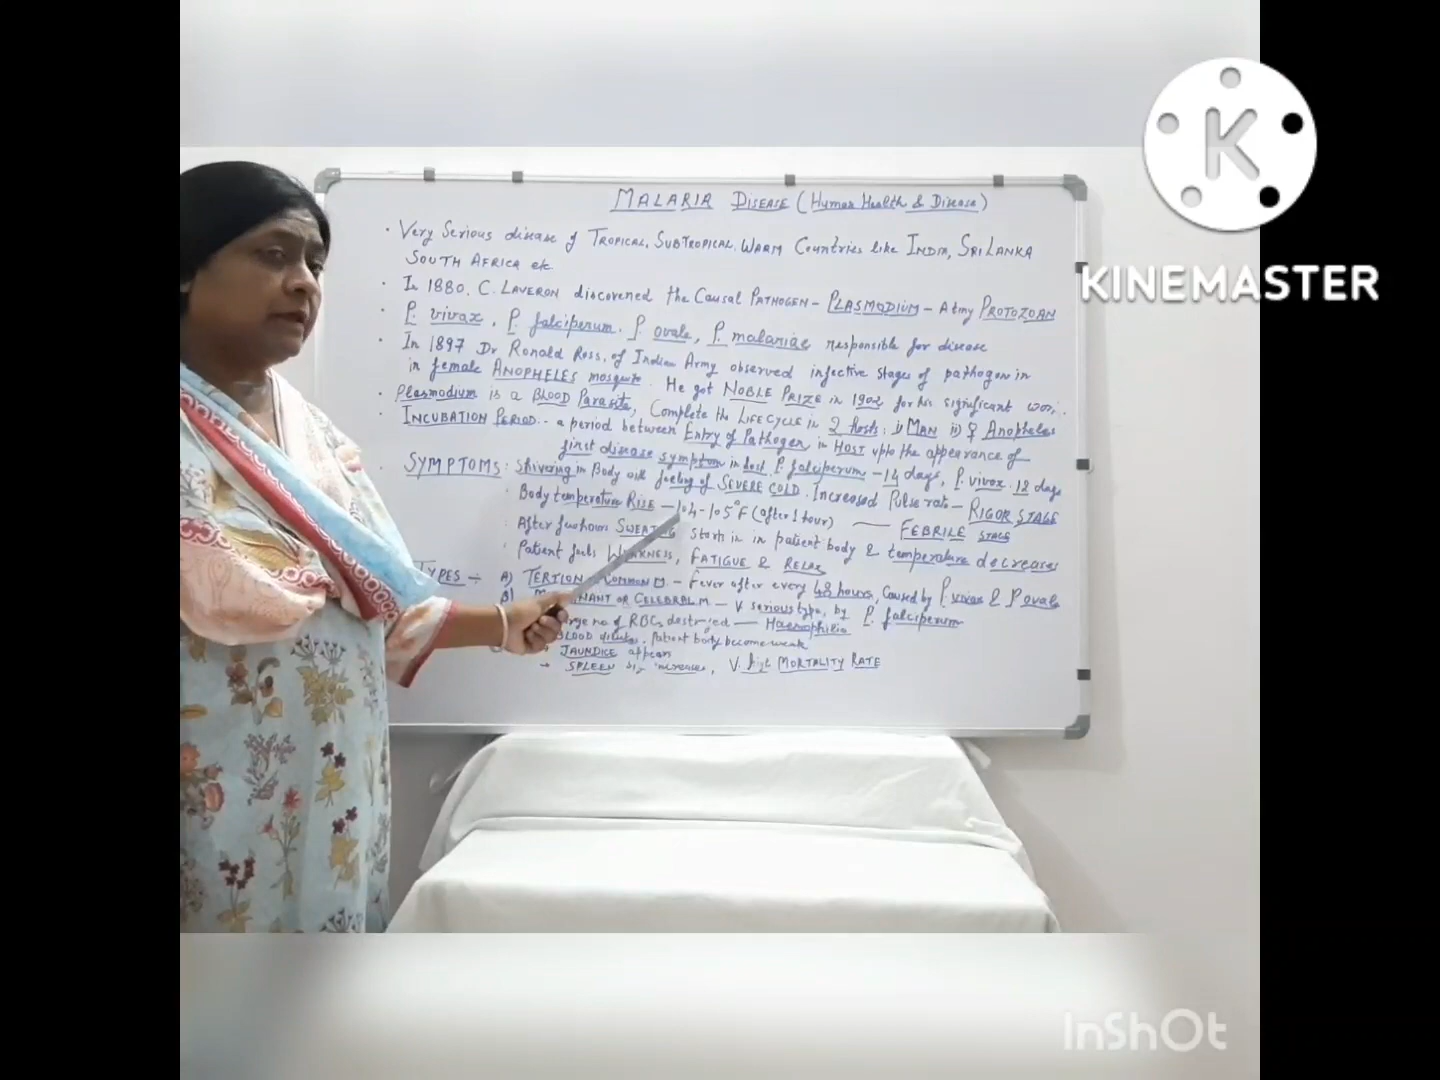 MALARIA DISEASE (Human Health & Disease)
• Very Serious disease of TROPICAL, SUBTROPICAL, WARM Countries like INDIA, SRI LANKA
SOUTH AFRICA etc.
• In 1880, C. LAVERON discovered the Causal PATHOGEN - PLASMODIUM - A tiny PROTOZOAN
• P. vivax, P. falciperum, P. ovale, P. malariae responsible for disease
• In 1897 Dr Ronald Ross, of Indian Army observed infective stages of pathogen in
in female ANOPHELES mosquito. He got NOBLE PRIZE in 1902 for his significant work.
• Plasmodium is a BLOOD Parasite, Complete the LIFE CYCLE in 2 hosts: i) MAN ii) ♀ Anopheles
• INCUBATION PERIOD - a period between Entry of Pathogen in HOST upto the appearance of
first disease symptom in host. P. falciperum - 14 days, P. vivox - 12 days
• SYMPTOMS : Shivering in Body with feeling of SEVERE COLD. Increased Pulse rate - RIGOR STAGE
: Body temperature Rise - 104-105°F (after 1 hour) — FEBRILE STAGE
: After few hours SWEATING starts in in patient body & temperature decreases
: Patient feels WEAKNESS, FATIGUE & RELAX
TYPES ÷ A) TERTION COMMON M. - Fever after every 48 hours, Caused by P. vivax & P. ovale
B) OR CELEBRAL M - V. serious type, by P. falciperum
no of RBCs destroyed — Haemophilia
BLOOD dilutes, Patient body become weak
JAUNDICE appears
→ SPLEEN increases, V. high MORTALITY RATE
K
KINEMASTER
InShOt